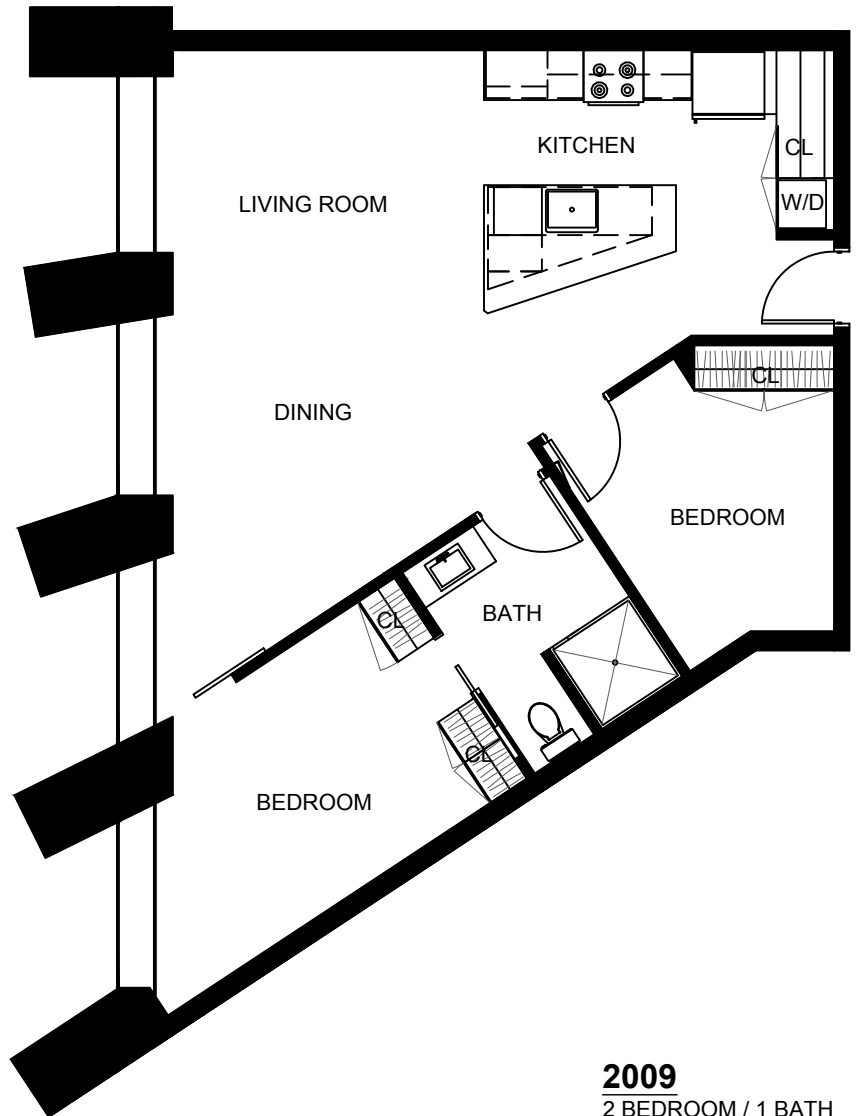 KITCHEN
CL
LIVING ROOM
W/D
CL
DINING
BEDROOM
BATH
CL
CL
BEDROOM
2009
2 BEDROOM / 1 BATH